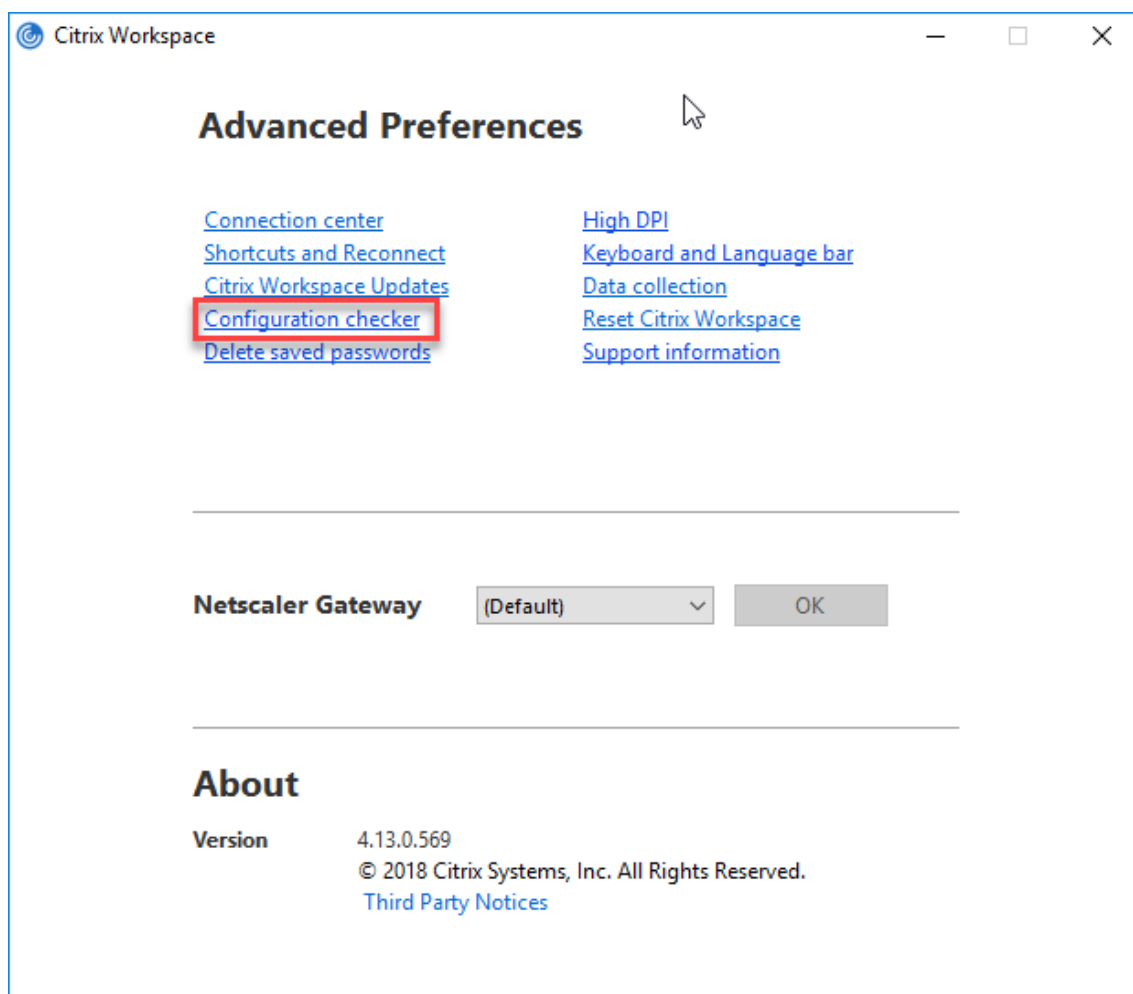 Citrix Workspace
Advanced Preferences
Connection center
Shortcuts and Reconnect
Citrix Workspace Updates
Configuration checker
Delete saved passwords
High DPI
Keyboard and Language bar
Data collection
Reset Citrix Workspace
Support information
Netscaler Gateway
(Default)
OK
About
Version 4.13.0.569
© 2018 Citrix Systems, Inc. All Rights Reserved.
Third Party Notices